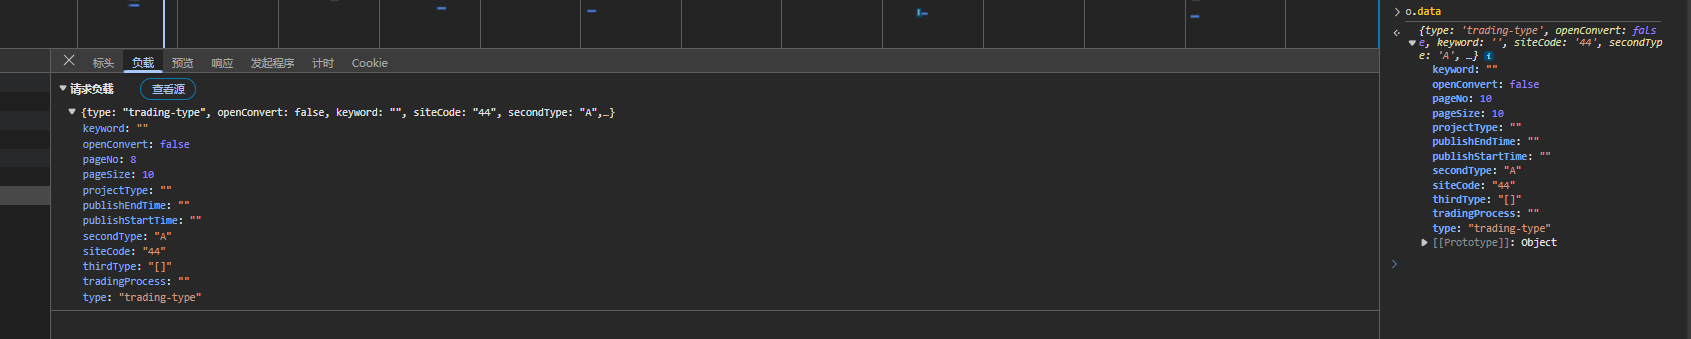 标头 负载 预览 响应 发起程序 计时 Cookie
请求负载 查看源
{type: "trading-type", openConvert: false, keyword: "", siteCode: "44", secondType: "A",…}
keyword: ""
openConvert: false
pageNo: 8
pageSize: 10
projectType: ""
publishEndTime: ""
publishStartTime: ""
secondType: "A"
siteCode: "44"
thirdType: "[]"
tradingProcess: ""
type: "trading-type"
o.data
{type: 'trading-type', openConvert: fals
e, keyword: '', siteCode: '44', secondTyp
e: 'A', …}
keyword: ""
openConvert: false
pageNo: 10
pageSize: 10
projectType: ""
publishEndTime: ""
publishStartTime: ""
secondType: "A"
siteCode: "44"
thirdType: "[]"
tradingProcess: ""
type: "trading-type"
[[Prototype]]: Object